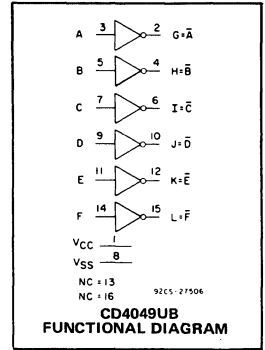 A 3 2 G=A̅
B 5 4 H=B̅
C 7 6 I=C̅
D 9 10 J=D̅
E 11 12 K=E̅
F 14 15 L=F̅
VCC 1
VSS 8
NC = 13
NC = 16
92CS-27506
CD4049UB
FUNCTIONAL DIAGRAM